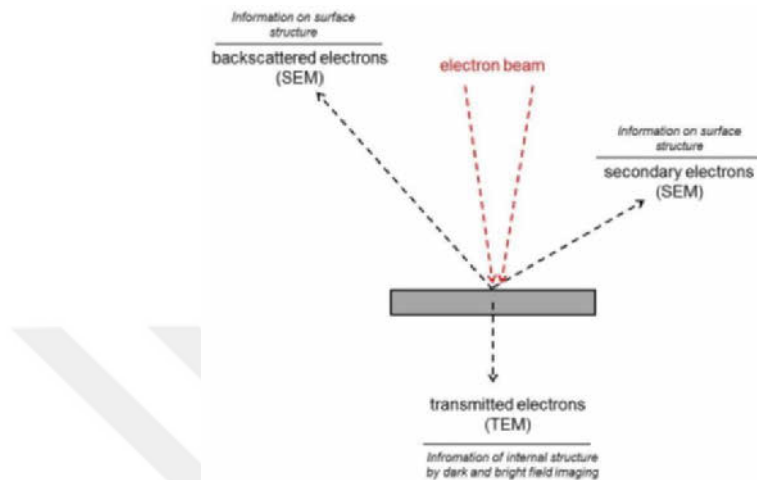 Information on surface
structure
backscattered electrons
(SEM)
electron beam
Information on surface
structure
secondary electrons
(SEM)
transmitted electrons
(TEM)
Infromation of internal structure
by dark and bright field imaging